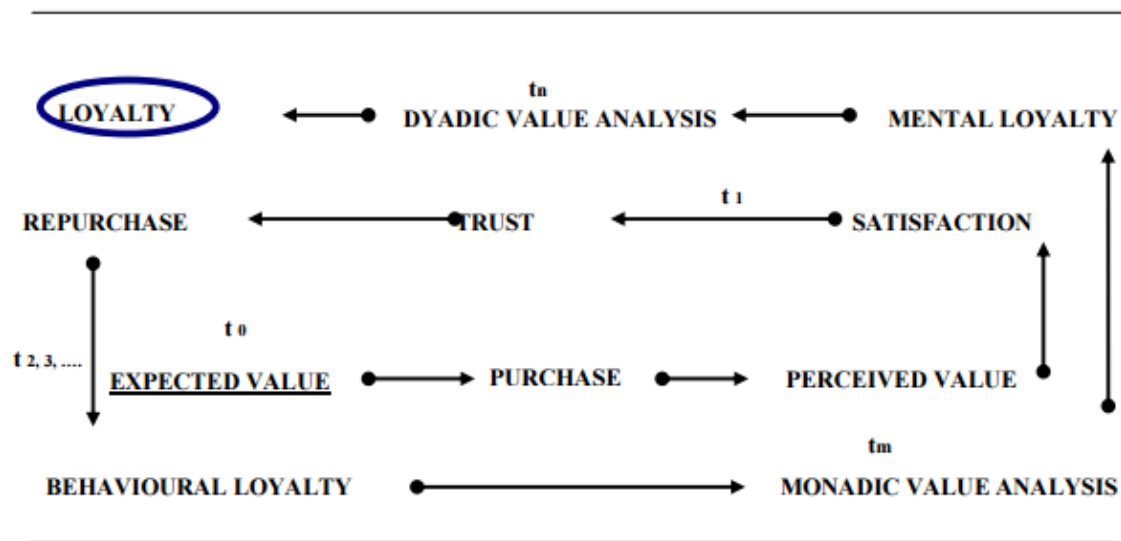 tn
LOYALTY DYADIC VALUE ANALYSIS MENTAL LOYALTY
t 1
REPURCHASE TRUST SATISFACTION
t 0
t 2, 3, ....
EXPECTED VALUE PURCHASE PERCEIVED VALUE
tm
BEHAVIOURAL LOYALTY MONADIC VALUE ANALYSIS